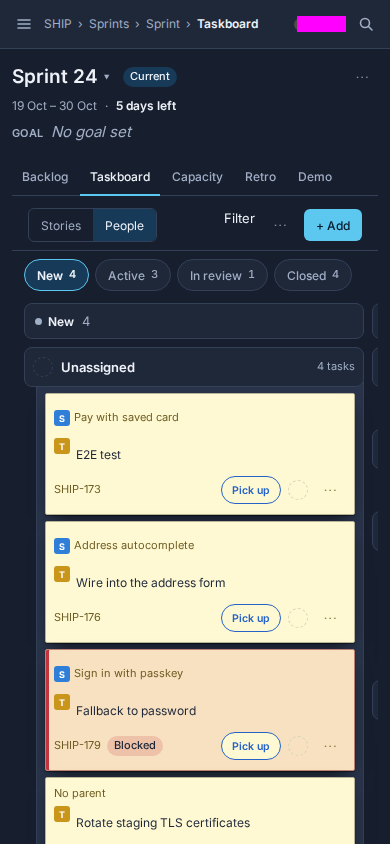 SHIP › Sprints › Sprint › Taskboard
Sprint 24 ▾ Current ...
19 Oct – 30 Oct · 5 days left
GOAL No goal set
Backlog Taskboard Capacity Retro Demo
Stories People Filter ... + Add
New 4 Active 3 In review 1 Closed 4
New 4
Unassigned 4 tasks
S Pay with saved card
T E2E test
SHIP-173 Pick up ...
S Address autocomplete
T Wire into the address form
SHIP-176 Pick up ...
S Sign in with passkey
T Fallback to password
SHIP-179 Blocked Pick up ...
No parent
T Rotate staging TLS certificates